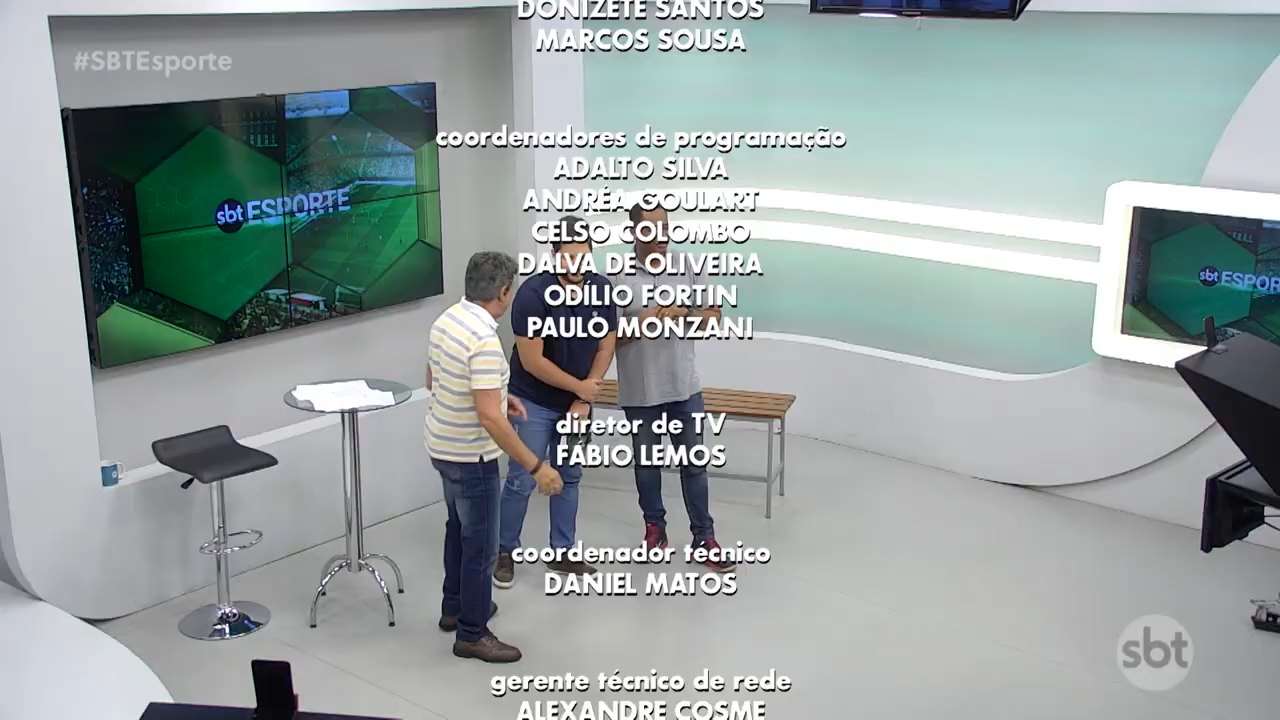 DONIZETE SANTOS
MARCOS SOUSA
#SBTEsporte
coordenadores de programação
ADALTO SILVA
ANDRÉA GOULART
CELSO COLOMBO
DALVA DE OLIVEIRA
ODÍLIO FORTIN
PAULO MONZANI
sbt ESPORTE
sbt ESPOR
diretor de TV
FÁBIO LEMOS
coordenador técnico
DANIEL MATOS
sbt
gerente técnico de rede
ALEXANDRE COSME